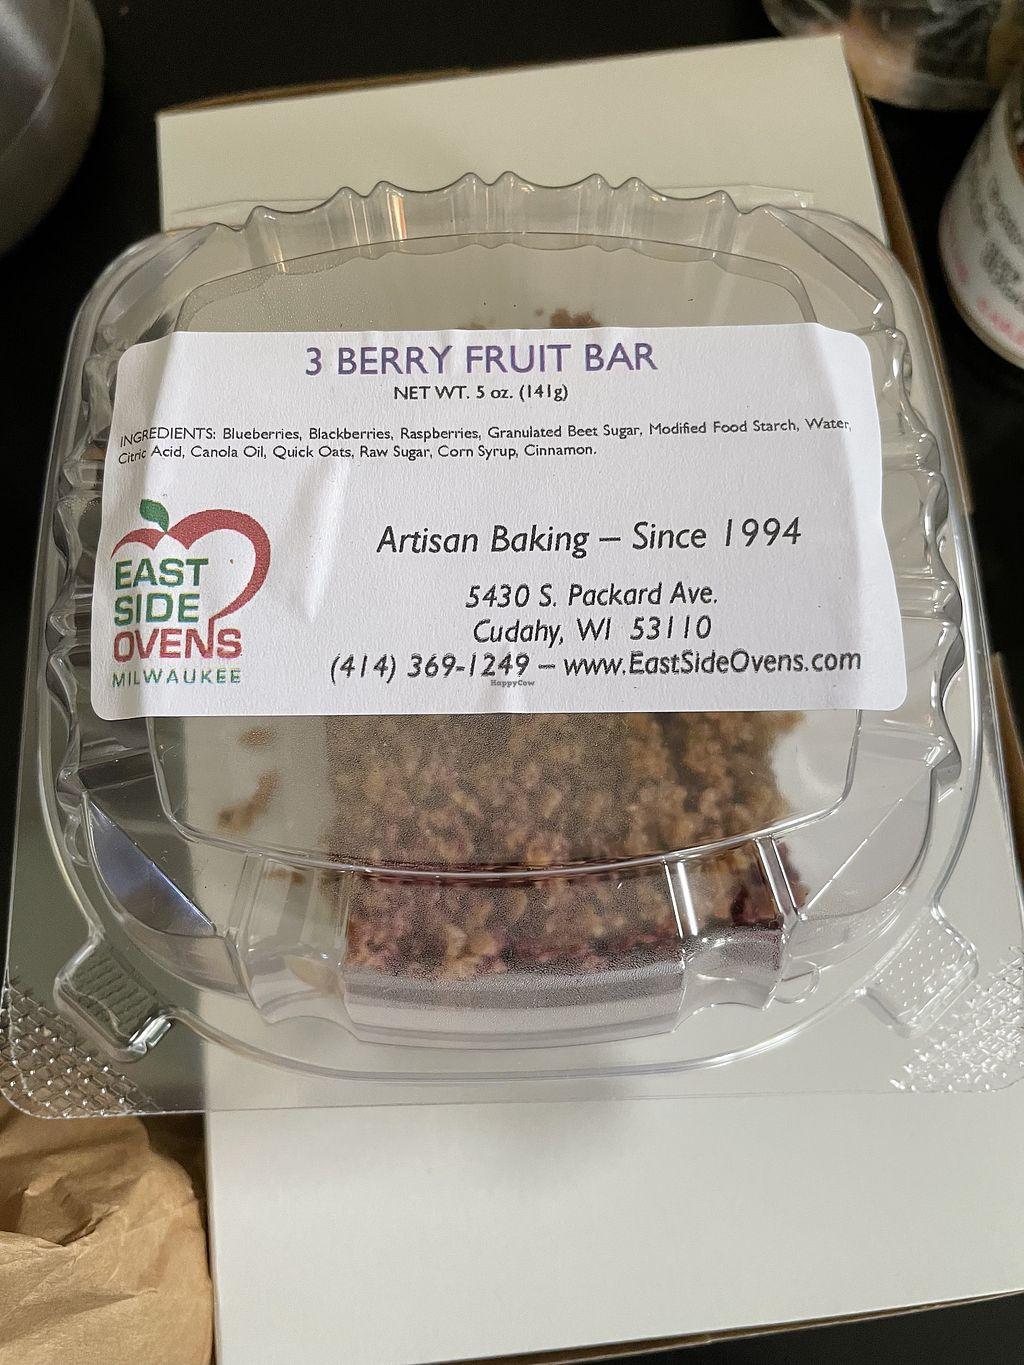 3 BERRY FRUIT BAR
NET WT. 5 oz. (141g)
INGREDIENTS: Blueberries, Blackberries, Raspberries, Granulated Beet Sugar, Modified Food Starch, Water,
Citric Acid, Canola Oil, Quick Oats, Raw Sugar, Corn Syrup, Cinnamon.
EAST
SIDE
OVENS
MILWAUKEE
Artisan Baking – Since 1994
5430 S. Packard Ave.
Cudahy, WI 53110
(414) 369-1249 – www.EastSideOvens.com
HappyCow